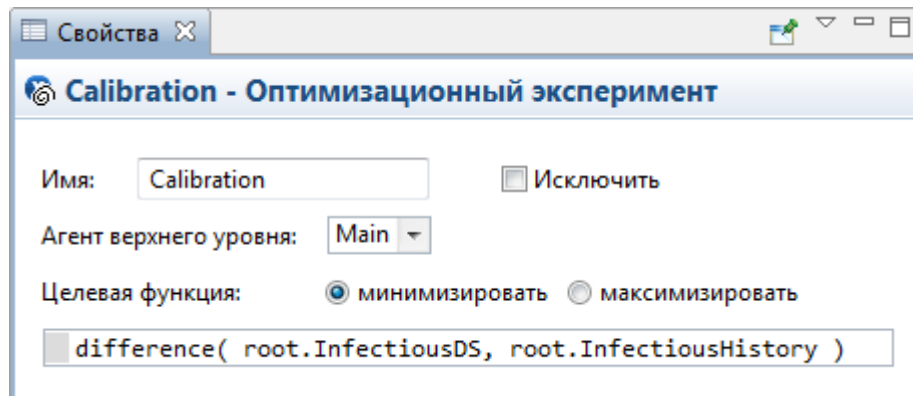 Свойства
Calibration - Оптимизационный эксперимент
Имя: Calibration Исключить
Агент верхнего уровня: Main
Целевая функция: минимизировать максимизировать
difference( root.InfectiousDS, root.InfectiousHistory )